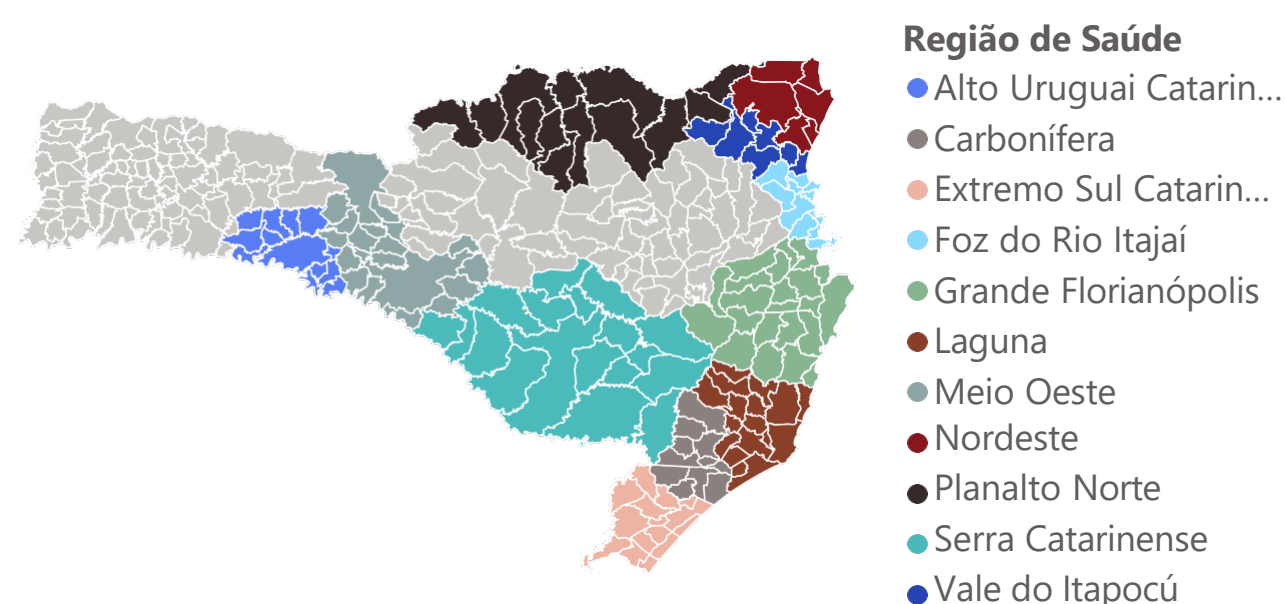 Região de Saúde
Alto Uruguai Catarin...
Carbonífera
Extremo Sul Catarin...
Foz do Rio Itajaí
Grande Florianópolis
Laguna
Meio Oeste
Nordeste
Planalto Norte
Serra Catarinense
Vale do Itapocú